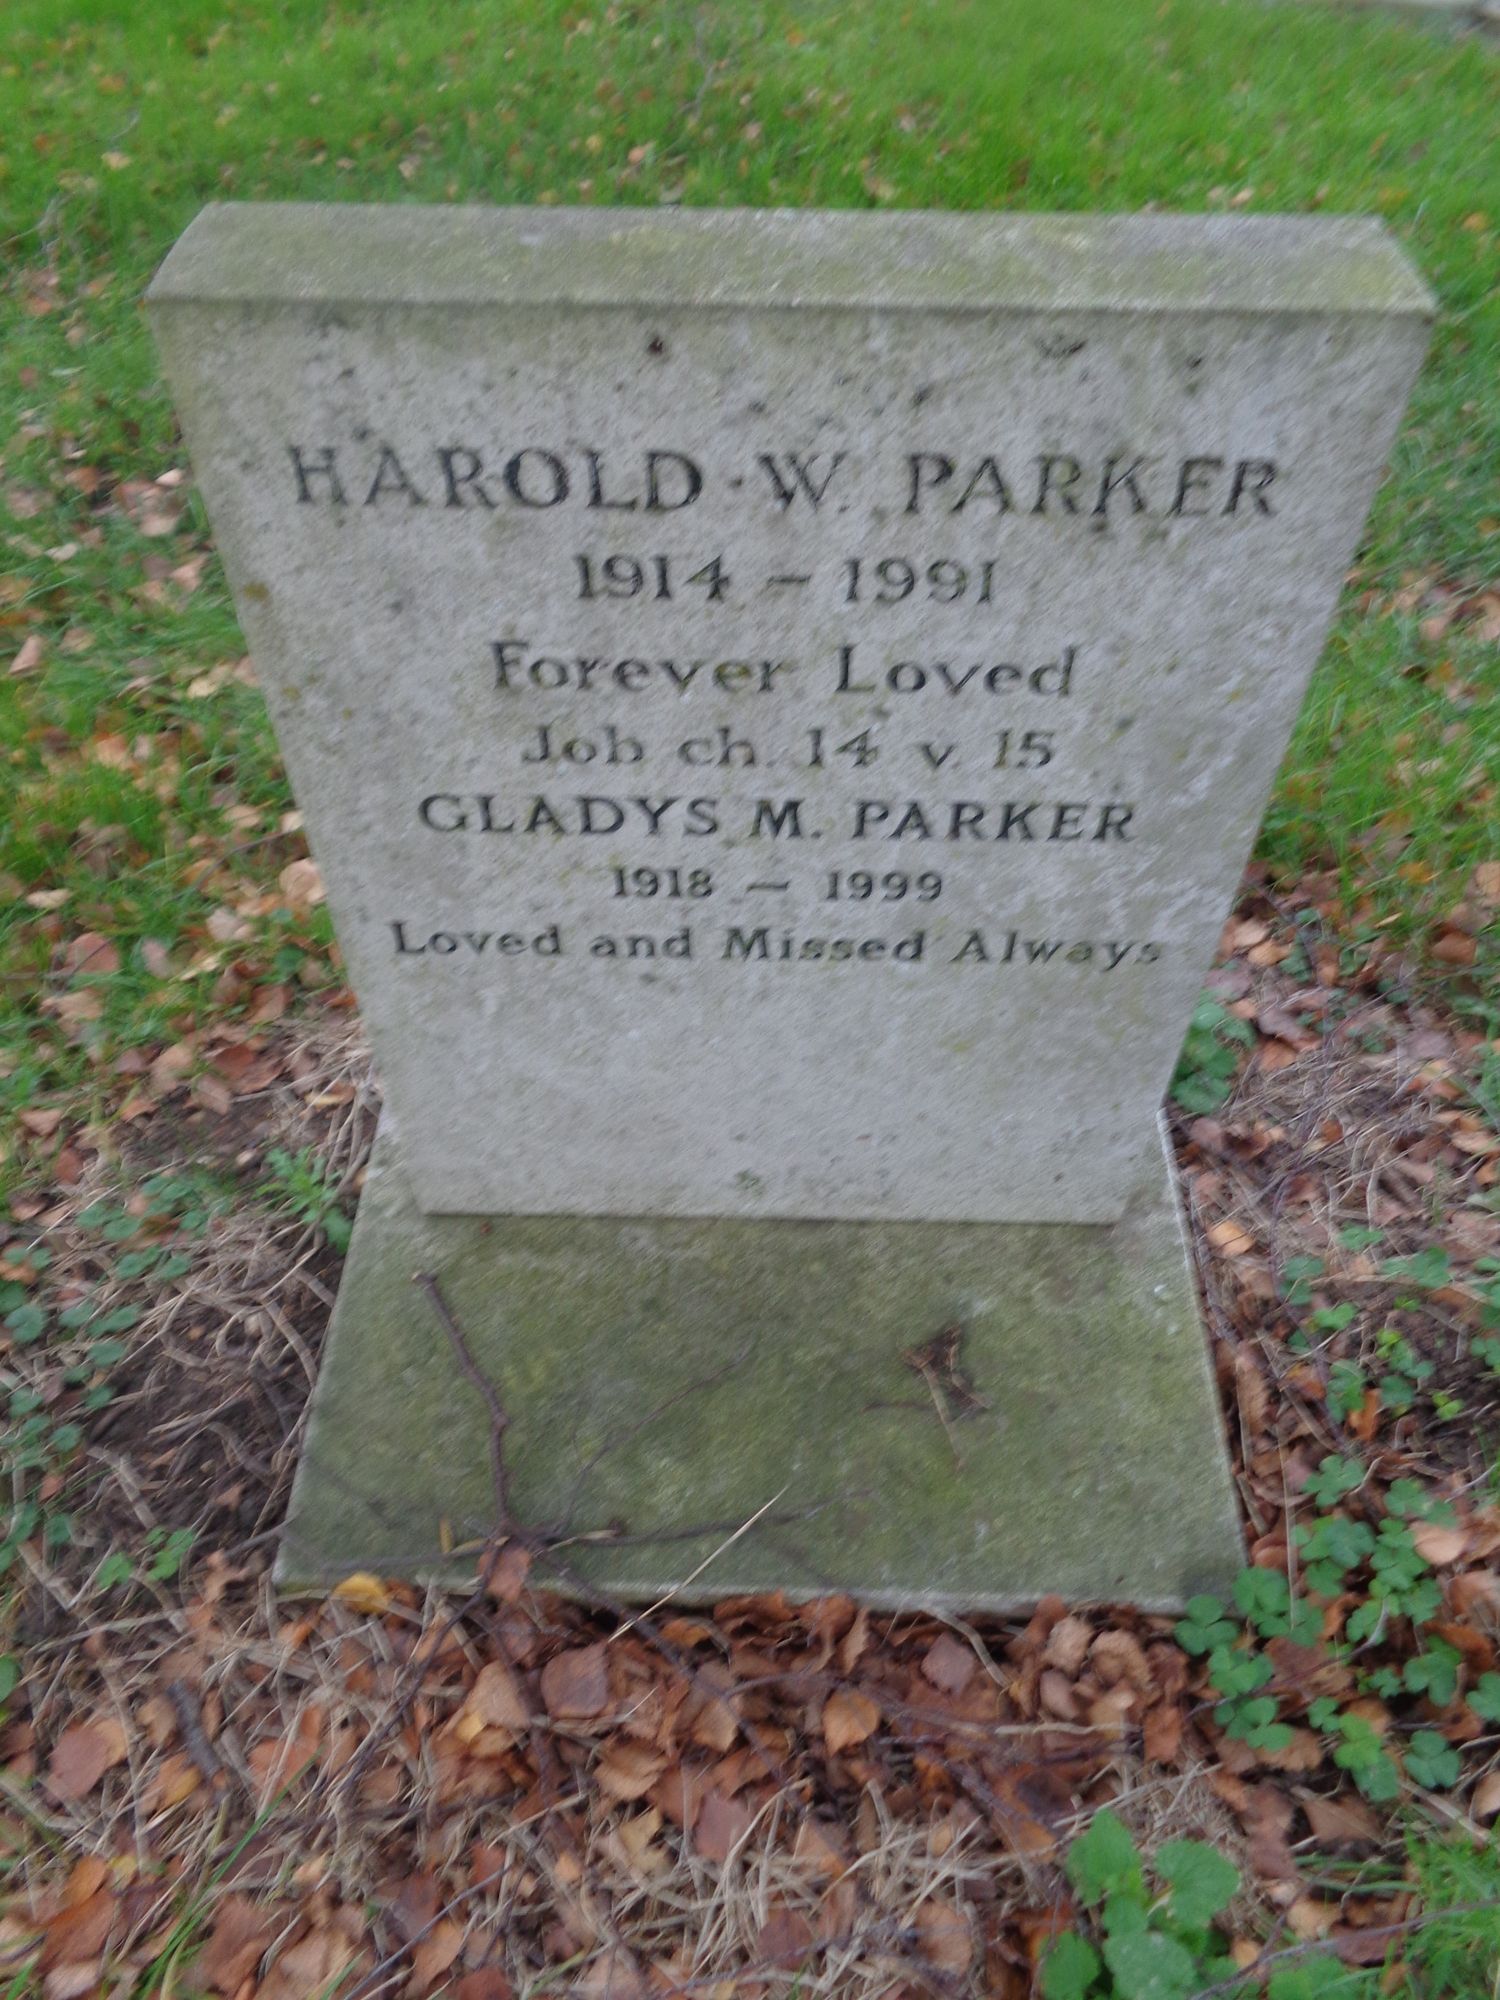 HAROLD · W. PARKER
1914 – 1991
Forever Loved
Job ch. 14 v. 15
GLADYS M. PARKER
1918 – 1999
Loved and Missed Always